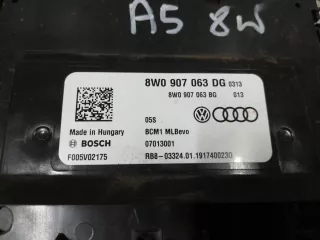 A5 8W
8W0 907 063 DG 0313
8W0 907 063 BG 013
05S
Made in Hungary BCM1 MLBevo
BOSCH 07013001
F005V02175 RB8-03324.01.1917400230